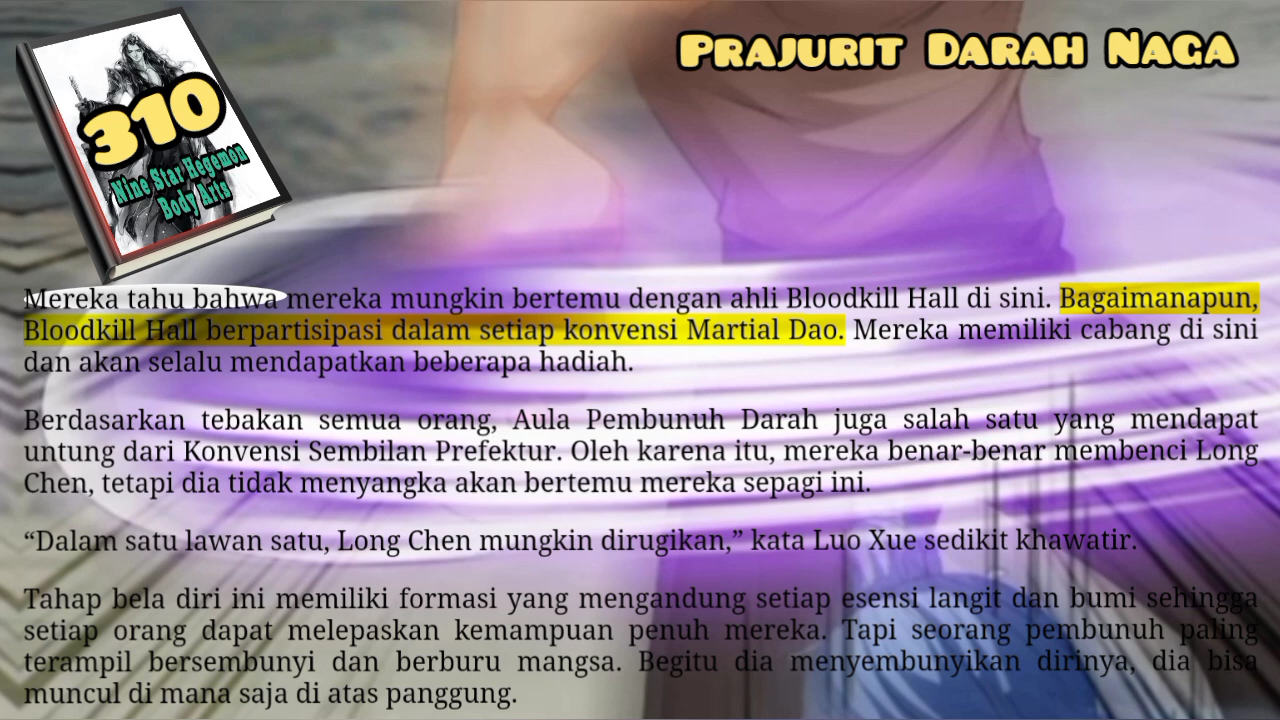 Prajurit Darah Naga
310
Nine Star Hegemon
Body Arts
Mereka tahu bahwa mereka mungkin bertemu dengan ahli Bloodkill Hall di sini. Bagaimanapun,
Bloodkill Hall berpartisipasi dalam setiap konvensi Martial Dao. Mereka memiliki cabang di sini
dan akan selalu mendapatkan beberapa hadiah.
Berdasarkan tebakan semua orang, Aula Pembunuh Darah juga salah satu yang mendapat
untung dari Konvensi Sembilan Prefektur. Oleh karena itu, mereka benar-benar membenci Long
Chen, tetapi dia tidak menyangka akan bertemu mereka sepagi ini.
“Dalam satu lawan satu, Long Chen mungkin dirugikan,” kata Luo Xue sedikit khawatir.
Tahap bela diri ini memiliki formasi yang mengandung setiap esensi langit dan bumi sehingga
setiap orang dapat melepaskan kemampuan penuh mereka. Tapi seorang pembunuh paling
terampil bersembunyi dan berburu mangsa. Begitu dia menyembunyikan dirinya, dia bisa
muncul di mana saja di atas panggung.